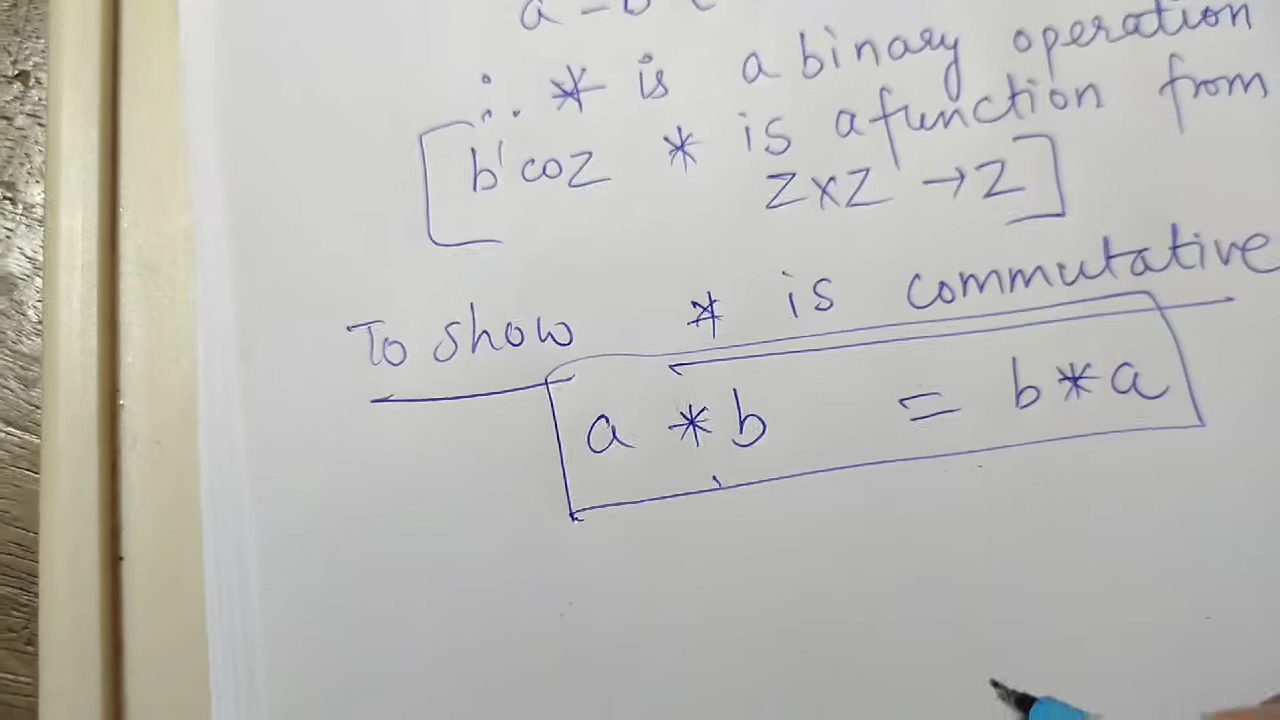 a - b
∴ * is a binary operation
[b'coz * is a function from
Z×Z → Z]
To show * is commutative
a * b = b * a